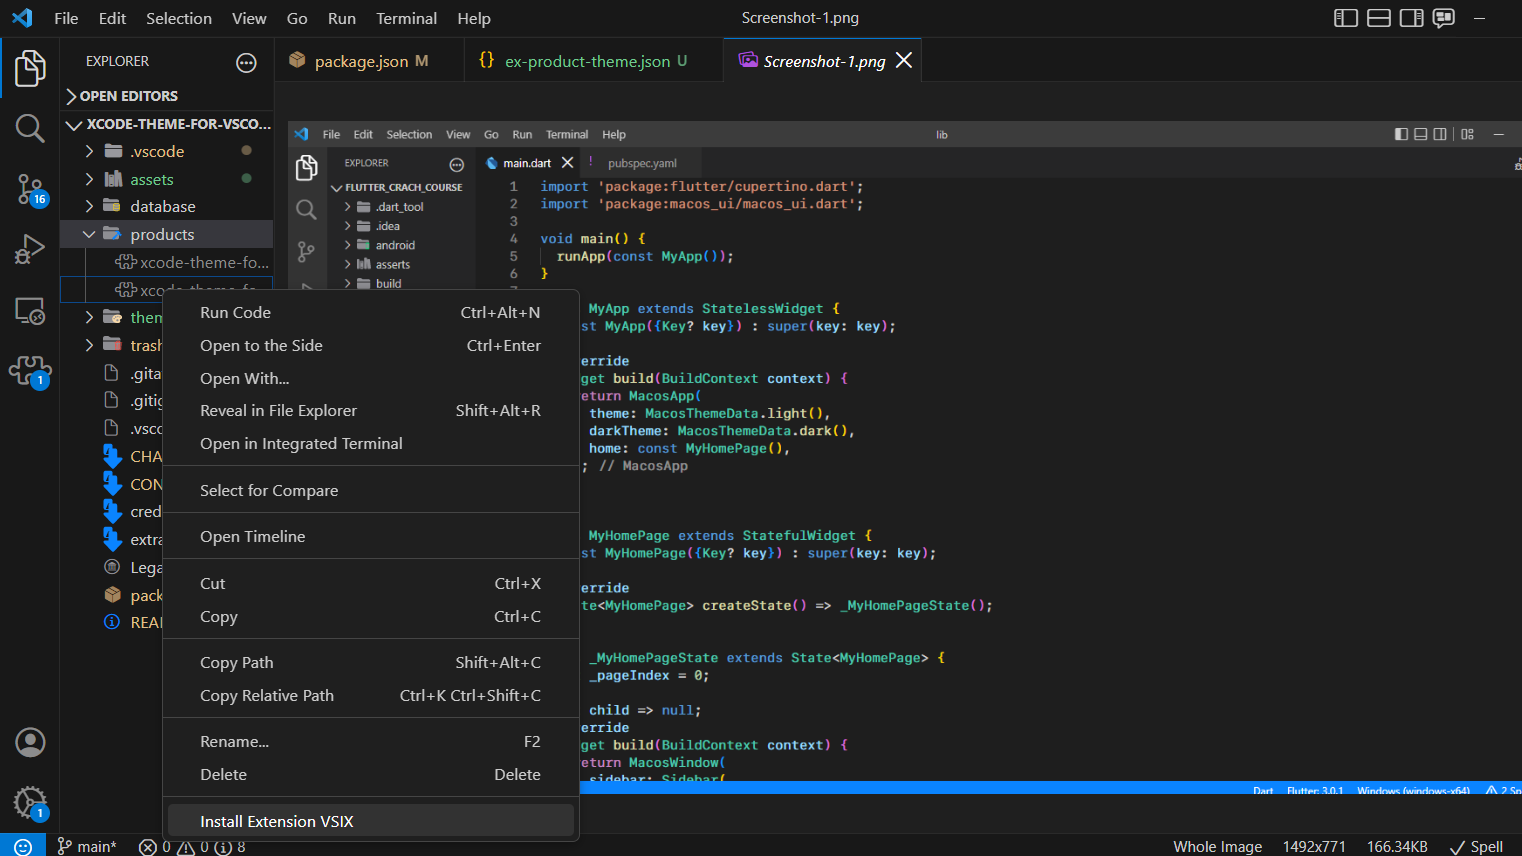 File Edit Selection View Go Run Terminal Help
Screenshot-1.png
EXPLORER
package.json M
ex-product-theme.json U
Screenshot-1.png
OPEN EDITORS
XCODE-THEME-FOR-VSCO...
.vscode
assets
database
products
xcode-theme-fo...
16
1
1
Run Code Ctrl+Alt+N
Open to the Side Ctrl+Enter
Open With...
Reveal in File Explorer Shift+Alt+R
Open in Integrated Terminal
Select for Compare
Open Timeline
Cut Ctrl+X
Copy Ctrl+C
Copy Path Shift+Alt+C
Copy Relative Path Ctrl+K Ctrl+Shift+C
Rename... F2
Delete Delete
Install Extension VSIX
them
trash
.gita
.gitig
.vsco
CHA
CON
cred
extra
Lega
pack
REA
File Edit Selection View Go Run Terminal Help
lib
EXPLORER
main.dart
! pubspec.yaml
FLUTTER_CRACH_COURSE
.dart_tool
.idea
android
asserts
build
1 import 'package:flutter/cupertino.dart';
2 import 'package:macos_ui/macos_ui.dart';
3
4 void main() {
5 runApp(const MyApp());
6 }
MyApp extends StatelessWidget {
st MyApp({Key? key}) : super(key: key);
erride
get build(BuildContext context) {
eturn MacosApp(
theme: MacosThemeData.light(),
darkTheme: MacosThemeData.dark(),
home: const MyHomePage(),
; // MacosApp
MyHomePage extends StatefulWidget {
st MyHomePage({Key? key}) : super(key: key);
erride
te<MyHomePage> createState() => _MyHomePageState();
_MyHomePageState extends State<MyHomePage> {
_pageIndex = 0;
child => null;
erride
get build(BuildContext context) {
eturn MacosWindow(
sidebar: Sidebar(
Dart Flutter: 3.0.1 Windows (windows-x64) 2 Sp
main* 0 0 8
Whole Image 1492x771 166.34KB Spell